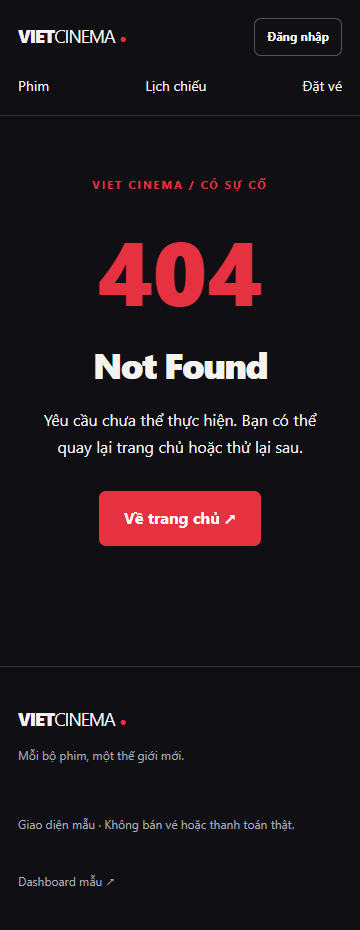 VIETCINEMA
Đăng nhập
Phim
Lịch chiếu
Đặt vé
VIET CINEMA / CÓ SỰ CỐ
404
Not Found
Yêu cầu chưa thể thực hiện. Bạn có thể
quay lại trang chủ hoặc thử lại sau.
Về trang chủ ↗
VIETCINEMA
Mỗi bộ phim, một thế giới mới.
Giao diện mẫu · Không bán vé hoặc thanh toán thật.
Dashboard mẫu ↗